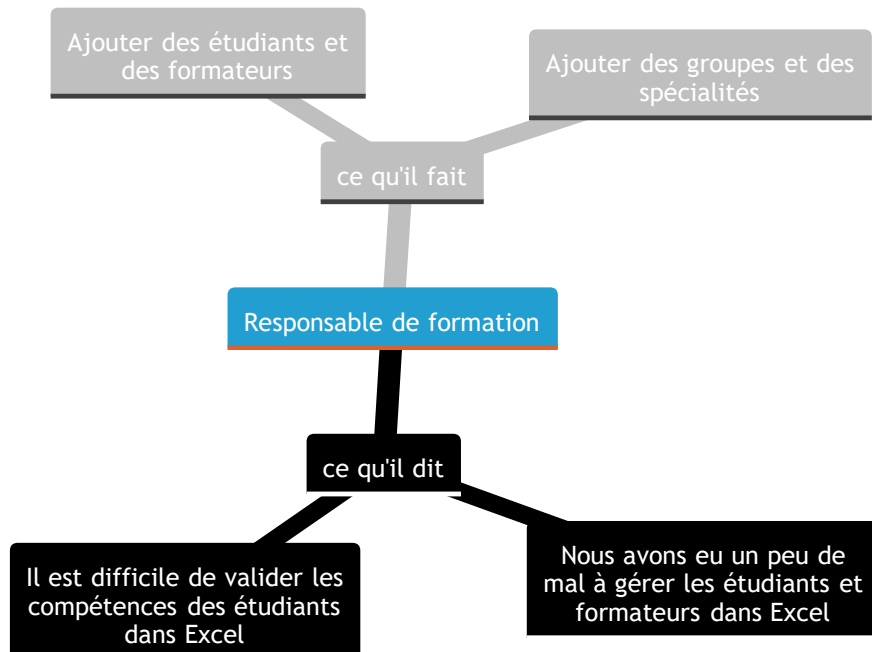 Ajouter des étudiants et
des formateurs
Ajouter des groupes et des
spécialités
ce qu'il fait
Responsable de formation
ce qu'il dit
Il est difficile de valider les
compétences des étudiants
dans Excel
Nous avons eu un peu de
mal à gérer les étudiants et
formateurs dans Excel